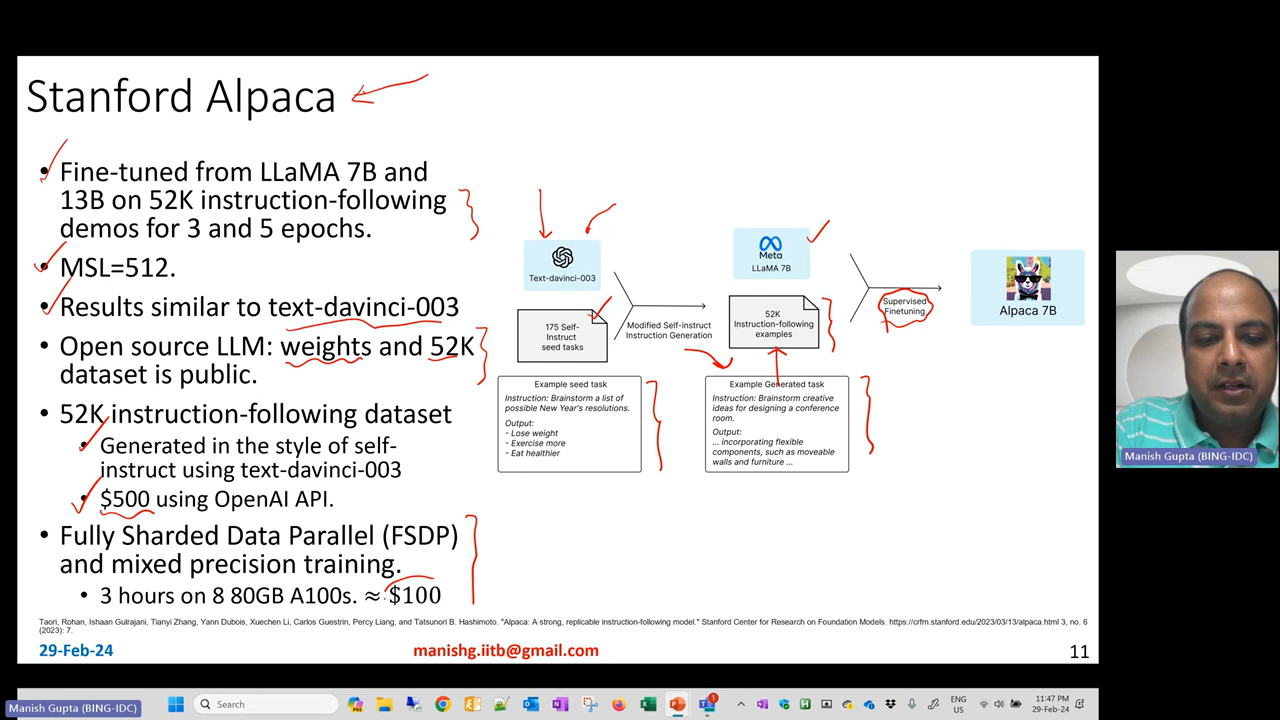 Stanford Alpaca
• Fine-tuned from LLaMA 7B and
13B on 52K instruction-following
demos for 3 and 5 epochs.
• MSL=512.
• Results similar to text-davinci-003
• Open source LLM: weights and 52K
dataset is public.
• 52K instruction-following dataset
• Generated in the style of self-
instruct using text-davinci-003
• $500 using OpenAI API.
• Fully Sharded Data Parallel (FSDP)
and mixed precision training.
• 3 hours on 8 80GB A100s. ≈ $100
Text-davinci-003
175 Self-
Instruct
seed tasks
Modified Self-instruct
Instruction Generation
Meta
LLaMA 7B
52K
Instruction-following
examples
Supervised
Finetuning
Alpaca 7B
Example seed task
Instruction: Brainstorm a list of
possible New Year's resolutions.
Output:
- Lose weight
- Exercise more
- Eat healthier
Example Generated task
Instruction: Brainstorm creative
ideas for designing a conference
room.
Output:
... incorporating flexible
components, such as moveable
walls and furniture ...
Taori, Rohan, Ishaan Gulrajani, Tianyi Zhang, Yann Dubois, Xuechen Li, Carlos Guestrin, Percy Liang, and Tatsunori B. Hashimoto. "Alpaca: A strong, replicable instruction-following model." Stanford Center for Research on Foundation Models. https://crfm.stanford.edu/2023/03/13/alpaca.html 3, no. 6
(2023): 7.
29-Feb-24
manishg.iitb@gmail.com
11
Manish Gupta (BING-IDC)
Manish Gupta (BING-IDC)
Search
1
ENG
US
11:47 PM
29-Feb-24